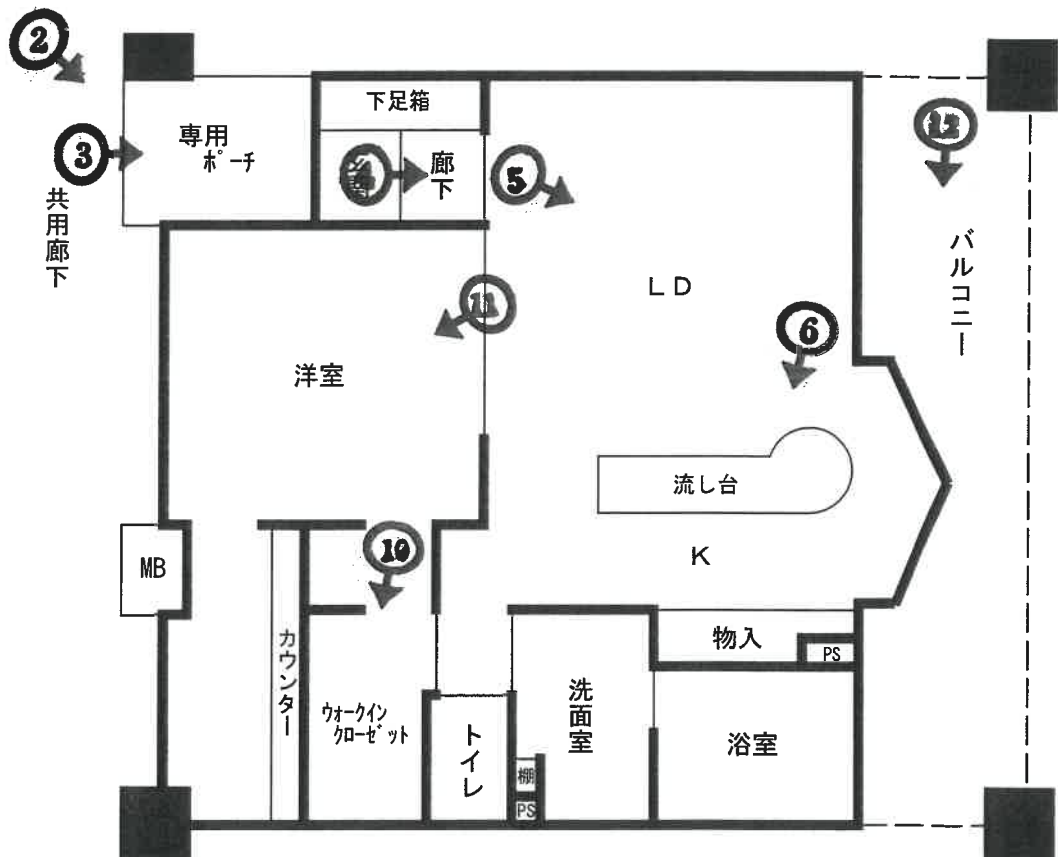 2
12
下足箱
専用
ポーチ
3
4
廊下
5
共用廊下
バルコニー
LD
11
6
洋室
流し台
10
K
MB
物入
PS
カウンター
洗面室
ウォークイン
クローゼット
トイレ
浴室
棚
PS